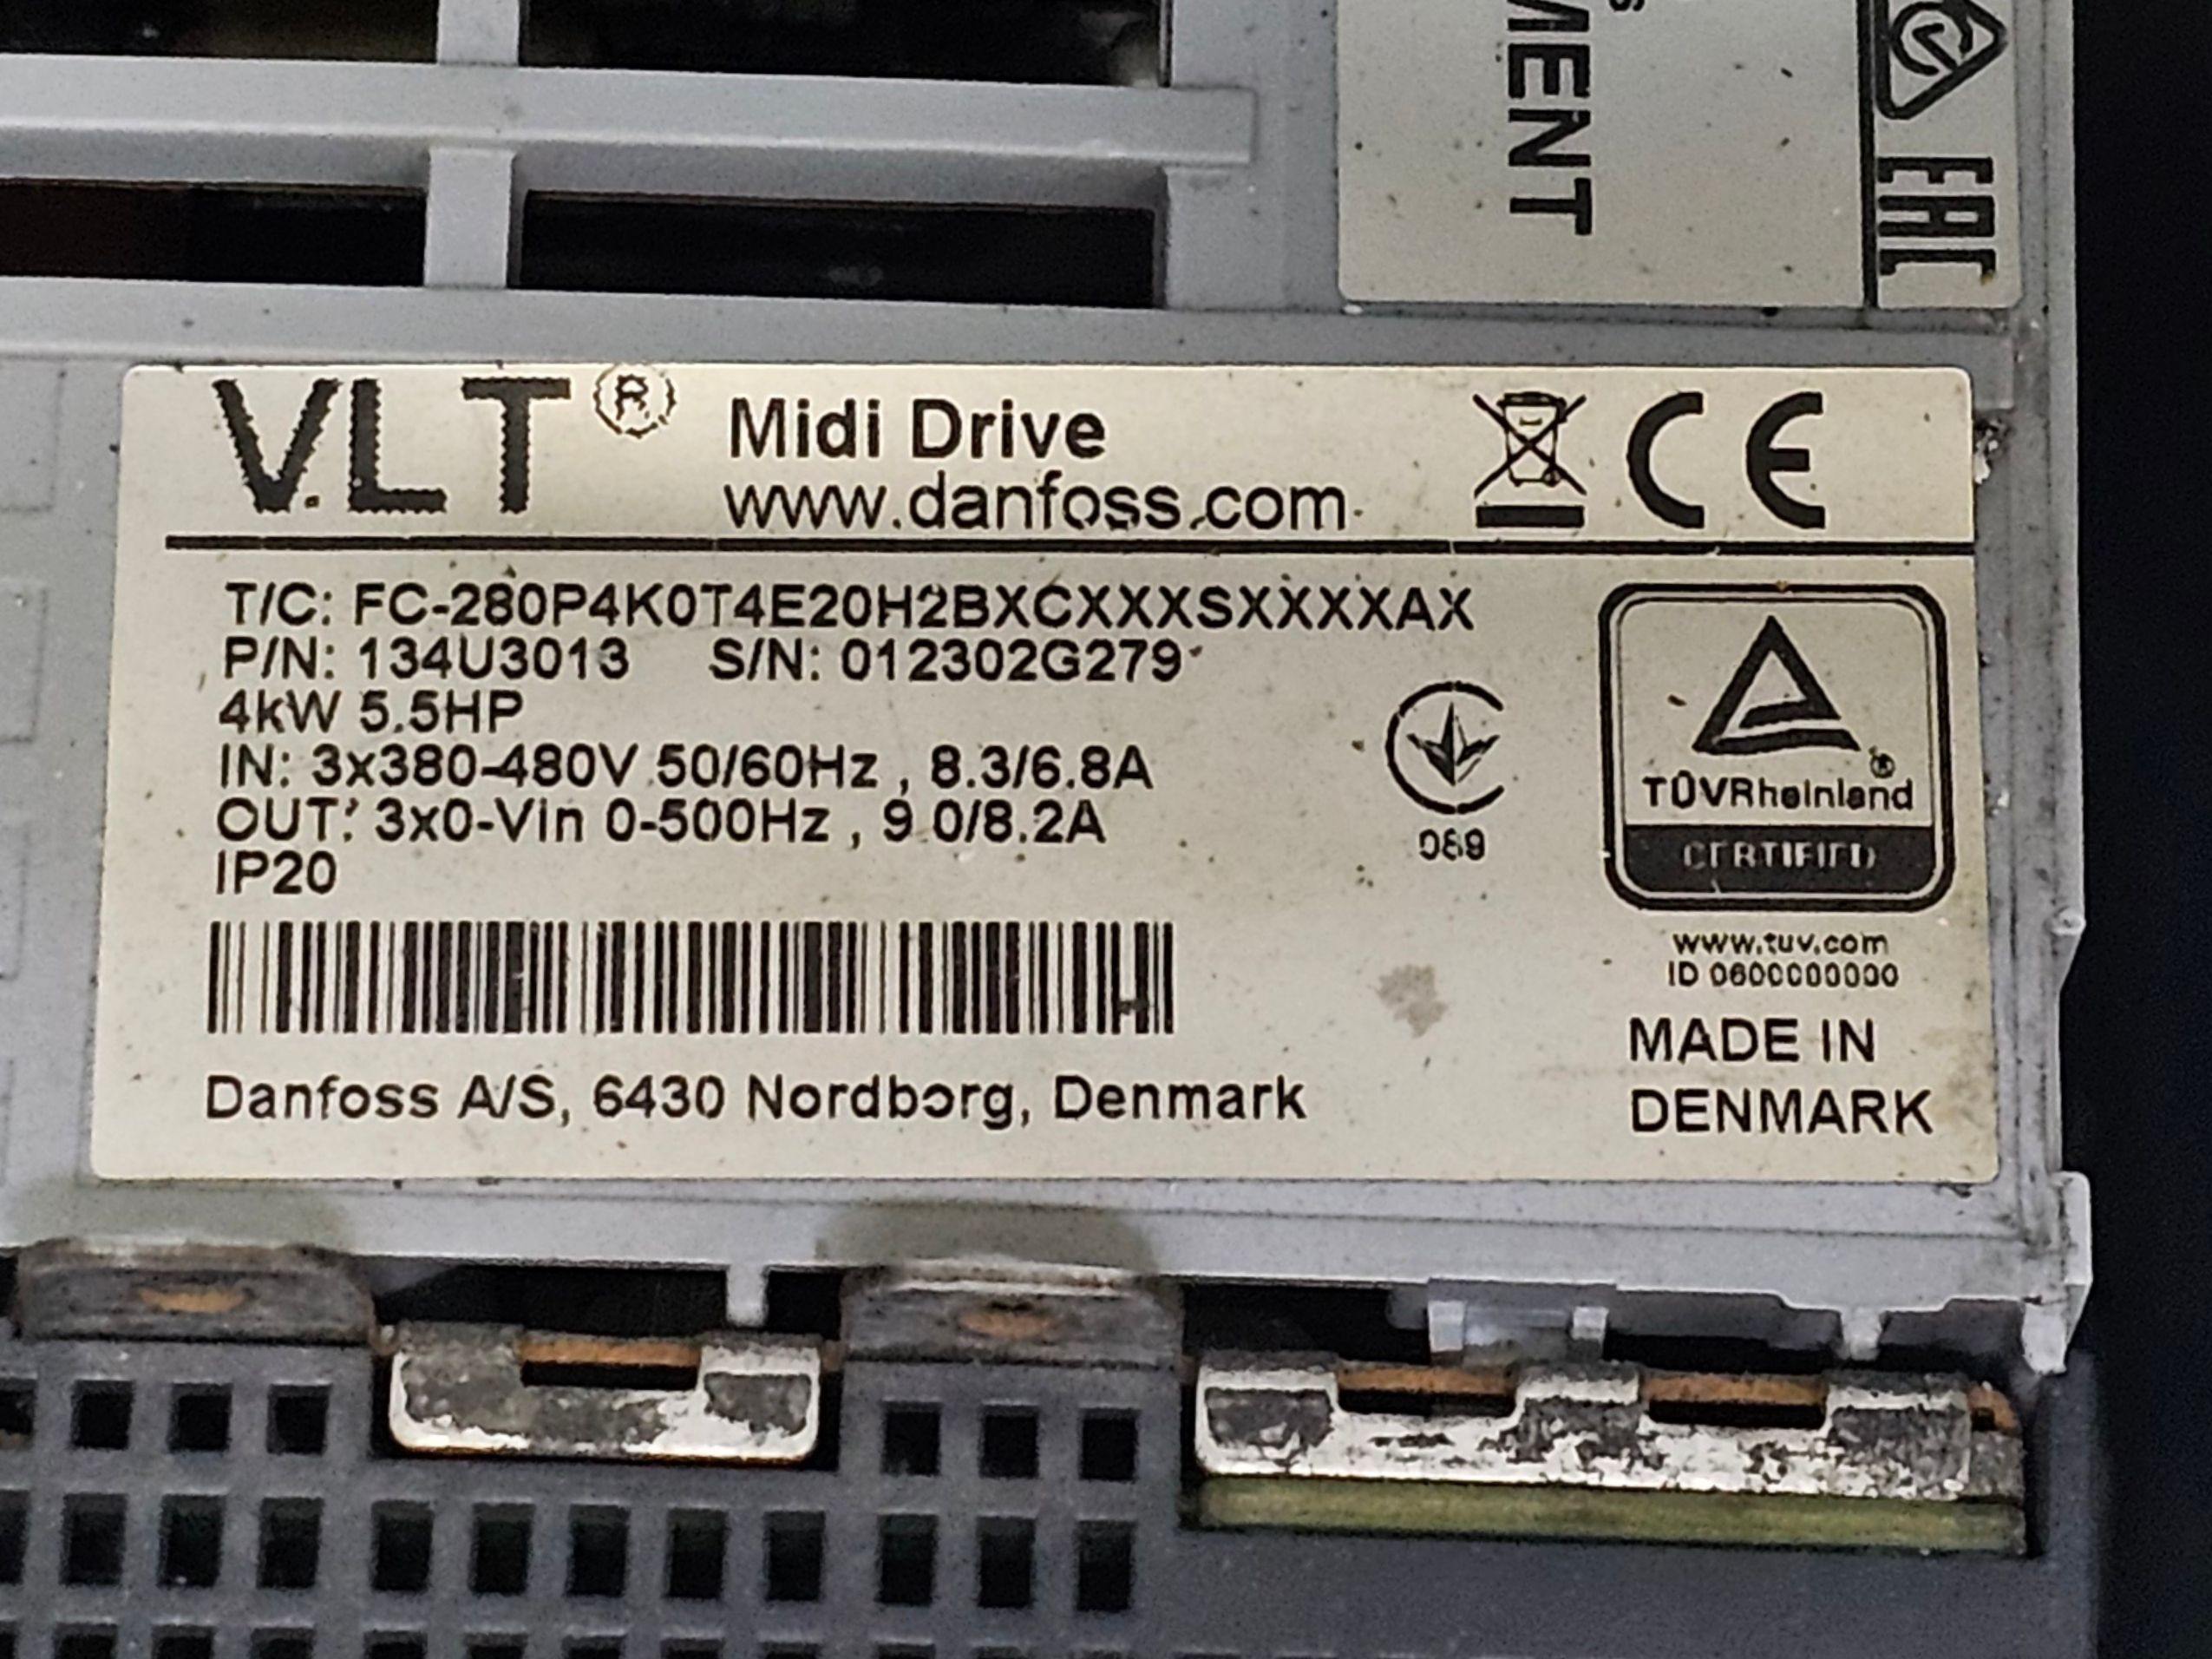 MENT
EAC
VLT® Midi Drive
www.danfoss.com
CE
T/C: FC-280P4K0T4E20H2BXCXXXSXXXXAX
P/N: 134U3013 S/N: 012302G279
4kW 5.5HP
IN: 3x380-480V 50/60Hz , 8.3/6.8A
OUT: 3x0-Vin 0-500Hz , 9.0/8.2A
IP20
089
TÜVRheinland®
CERTIFIED
www.tuv.com
ID 0600000000
Danfoss A/S, 6430 Nordborg, Denmark
MADE IN
DENMARK